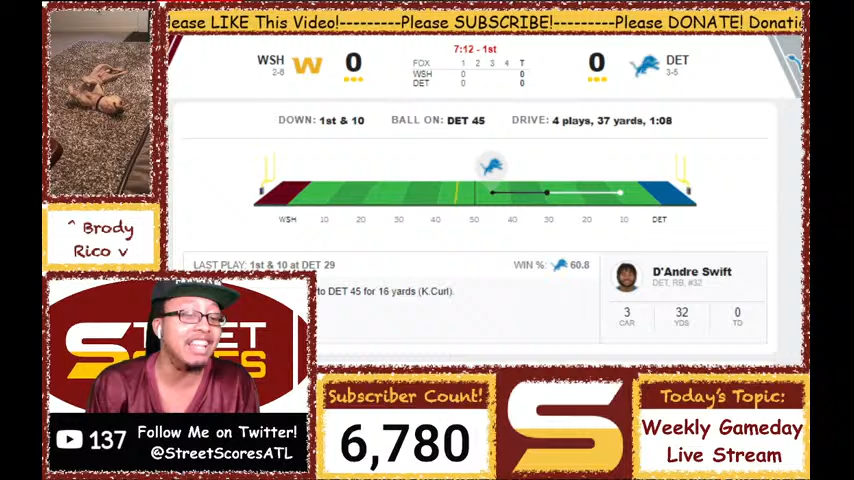 lease LIKE This Video!---------Please SUBSCRIBE!---------Please DONATE! Donati
WSH
2-6
W
0
7:12 - 1st
FOX 1 2 3 4 T
WSH 0 0
DET 0 0
0
DET
3-5
DOWN: 1st & 10 BALL ON: DET 45 DRIVE: 4 plays, 37 yards, 1:08
WSH 10 20 30 40 50 40 30 20 10 DET
^ Brody
Rico v
LAST PLAY: 1st & 10 at DET 29
WIN %: 60.8
to DET 45 for 16 yards (K.Curl).
D'Andre Swift
DET, RB, #32
3 32 0
CAR YDS TD
STREET
SCORES
137
Follow Me on Twitter!
@StreetScoresATL
Subscriber Count!
6,780
S
Today's Topic:
Weekly Gameday
Live Stream